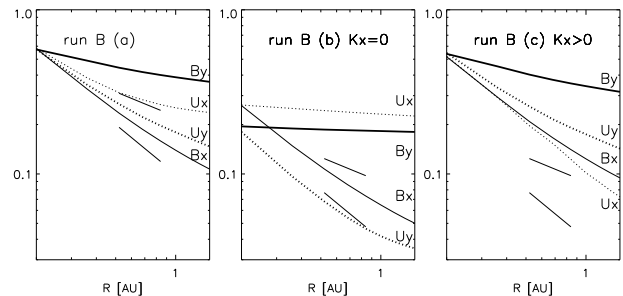 1.0
run B (a)
By
Ux
Uy
Bx
0.1
1
R [AU]
1.0
run B (b) Kx=0
Ux
By
Bx
Uy
0.1
1
R [AU]
1.0
run B (c) Kx>0
By
Uy
Bx
Ux
0.1
1
R [AU]